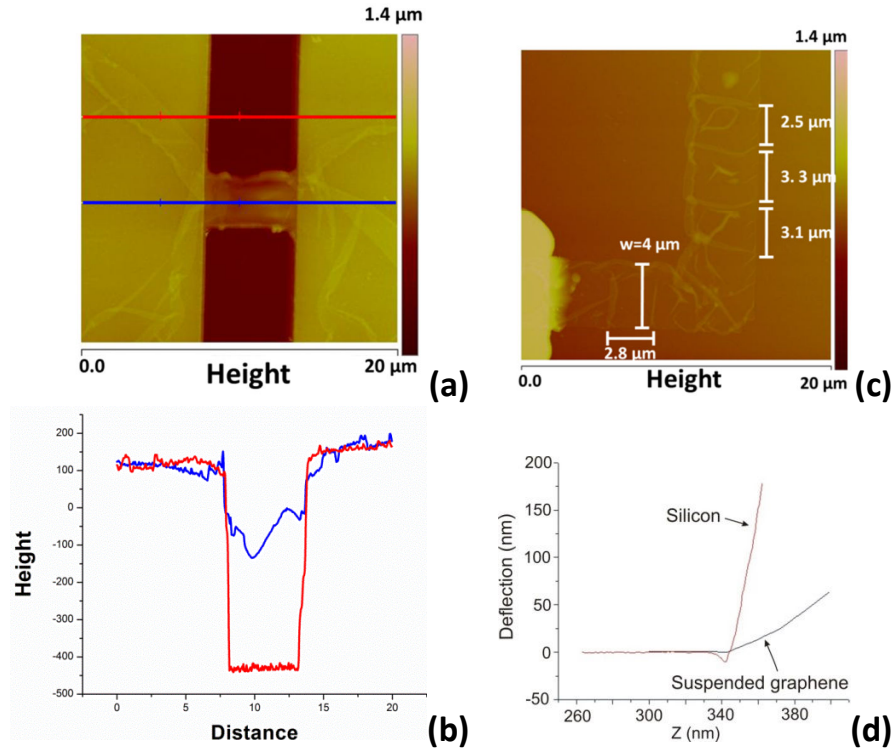 1.4 µm
0.0
Height
20 µm
(a)
1.4 µm
2.5 µm
3. 3 µm
3.1 µm
w=4 µm
2.8 µm
0.0
Height
20 µm
(c)
Height
200
100
0
-100
-200
-300
-400
-500
0
5
10
15
20
Distance
(b)
Deflection (nm)
200
150
100
50
0
-50
Silicon
Suspended graphene
260
300
340
380
Z (nm)
(d)